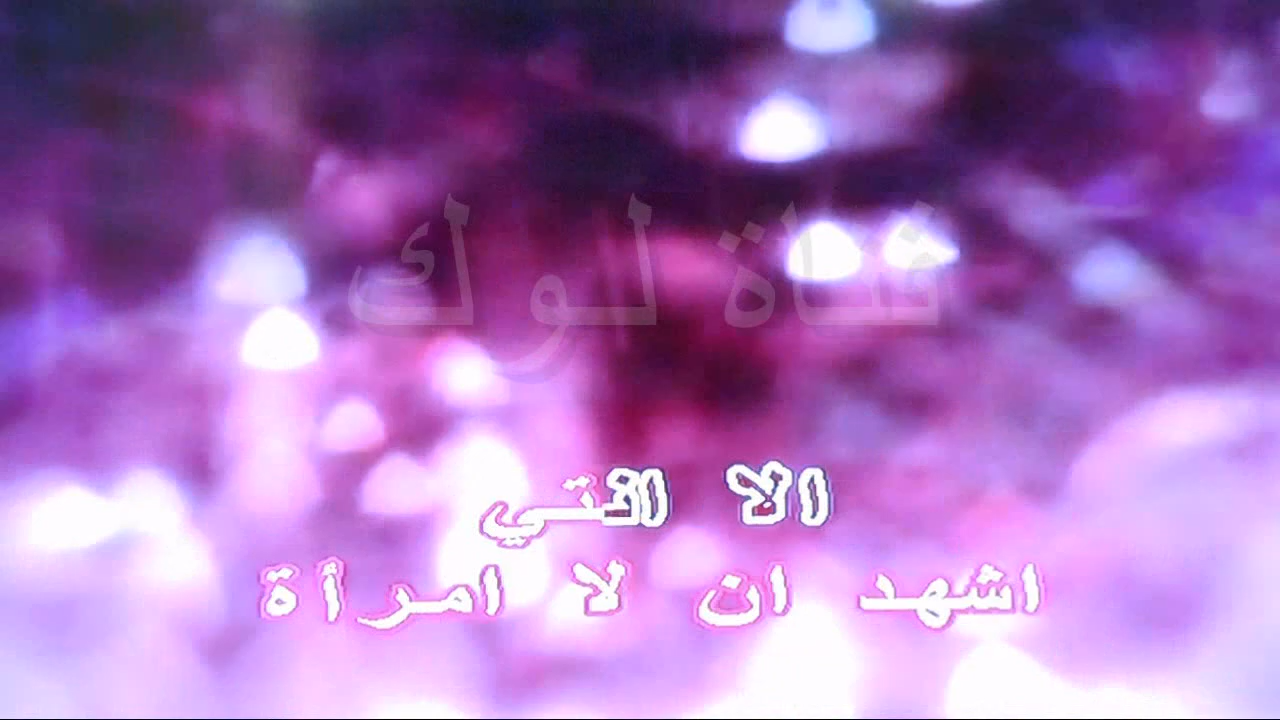 قناة لوك
الا التي
اشهد ان لا امرأة